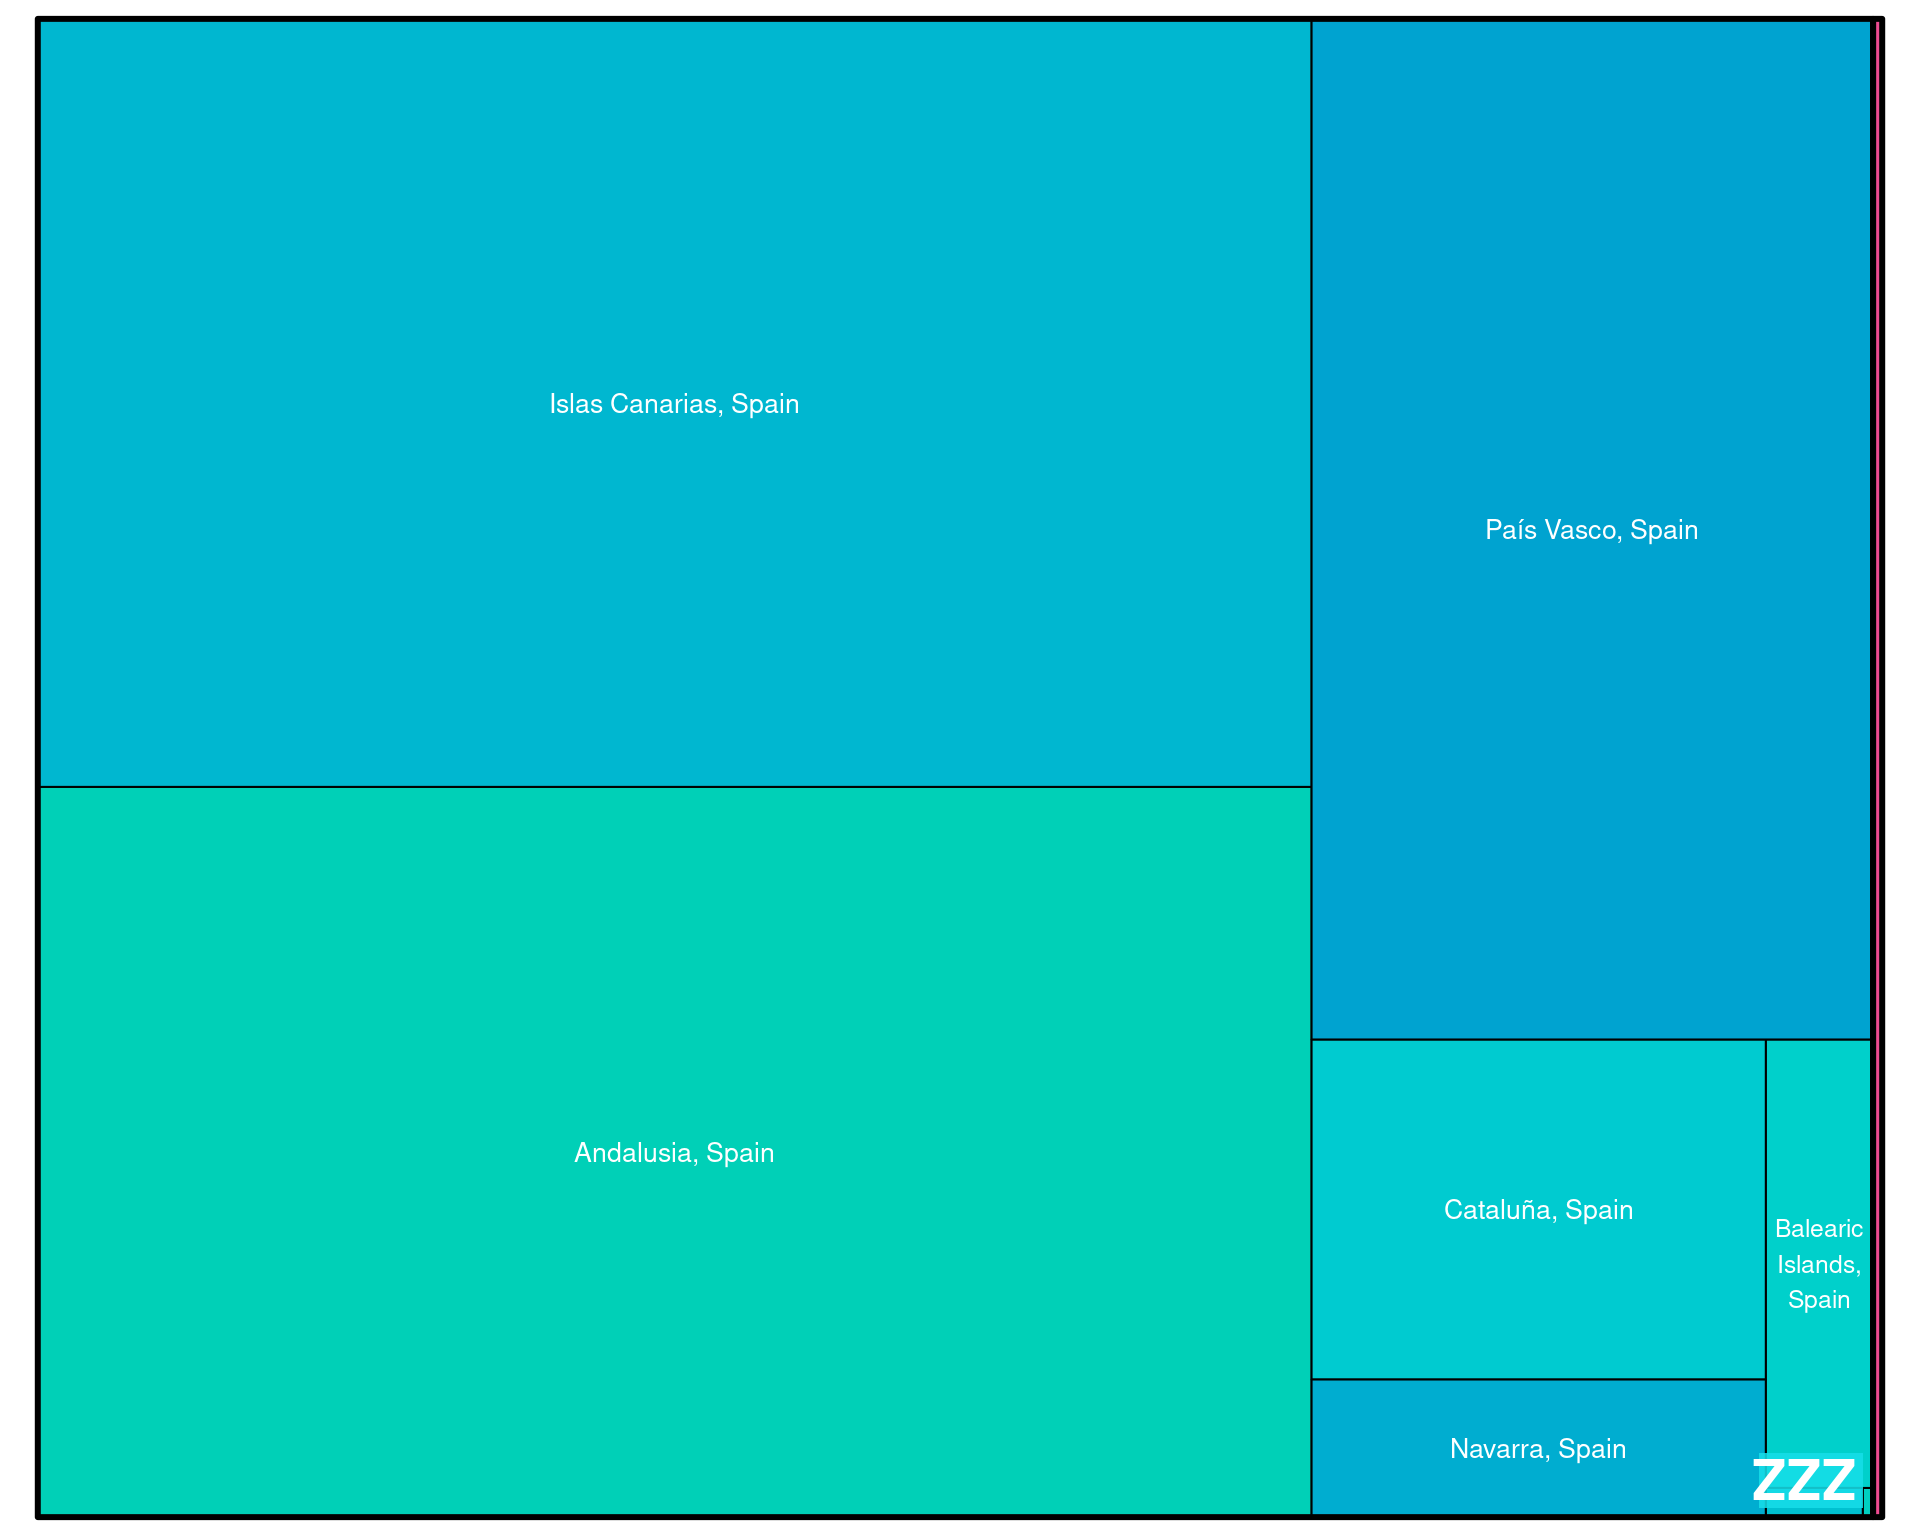 Islas Canarias, Spain
País Vasco, Spain
Andalusia, Spain
Cataluña, Spain
Balearic
Islands,
Spain
Navarra, Spain
ZZZ